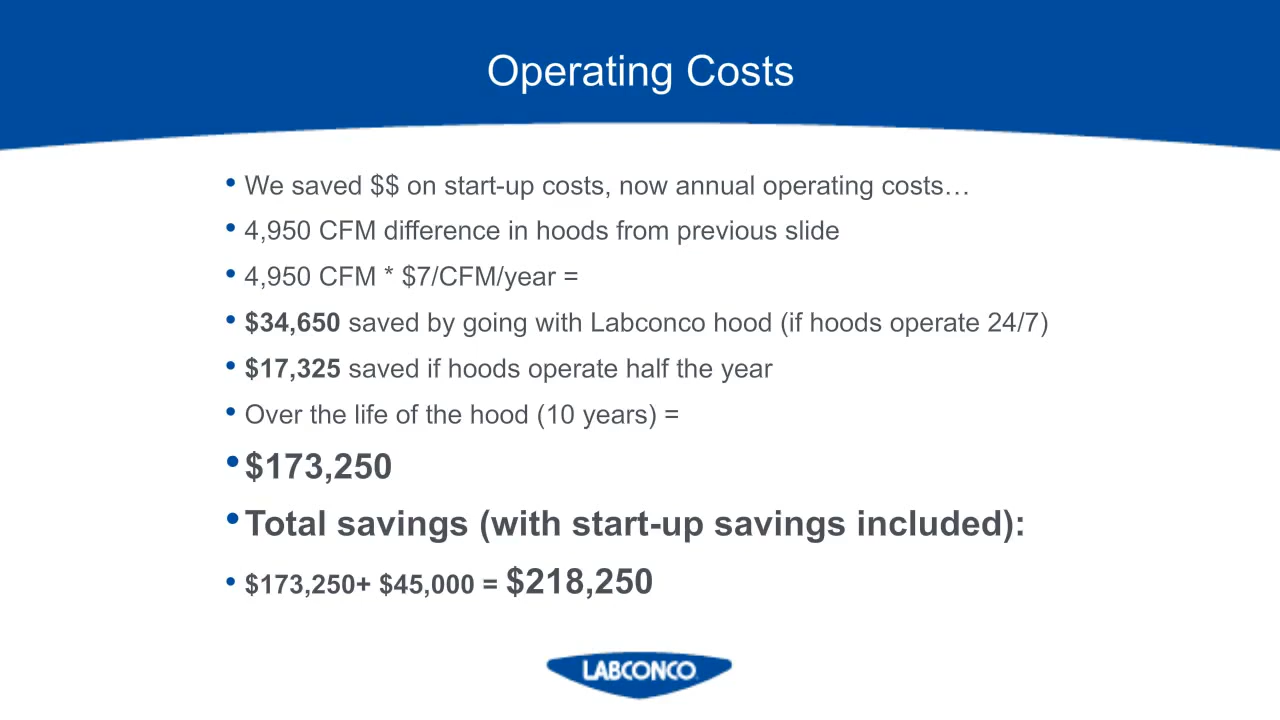 Operating Costs
• We saved $$ on start-up costs, now annual operating costs…
• 4,950 CFM difference in hoods from previous slide
• 4,950 CFM * $7/CFM/year =
• $34,650 saved by going with Labconco hood (if hoods operate 24/7)
• $17,325 saved if hoods operate half the year
• Over the life of the hood (10 years) =
• $173,250
• Total savings (with start-up savings included):
• $173,250+ $45,000 = $218,250
LABCONCO